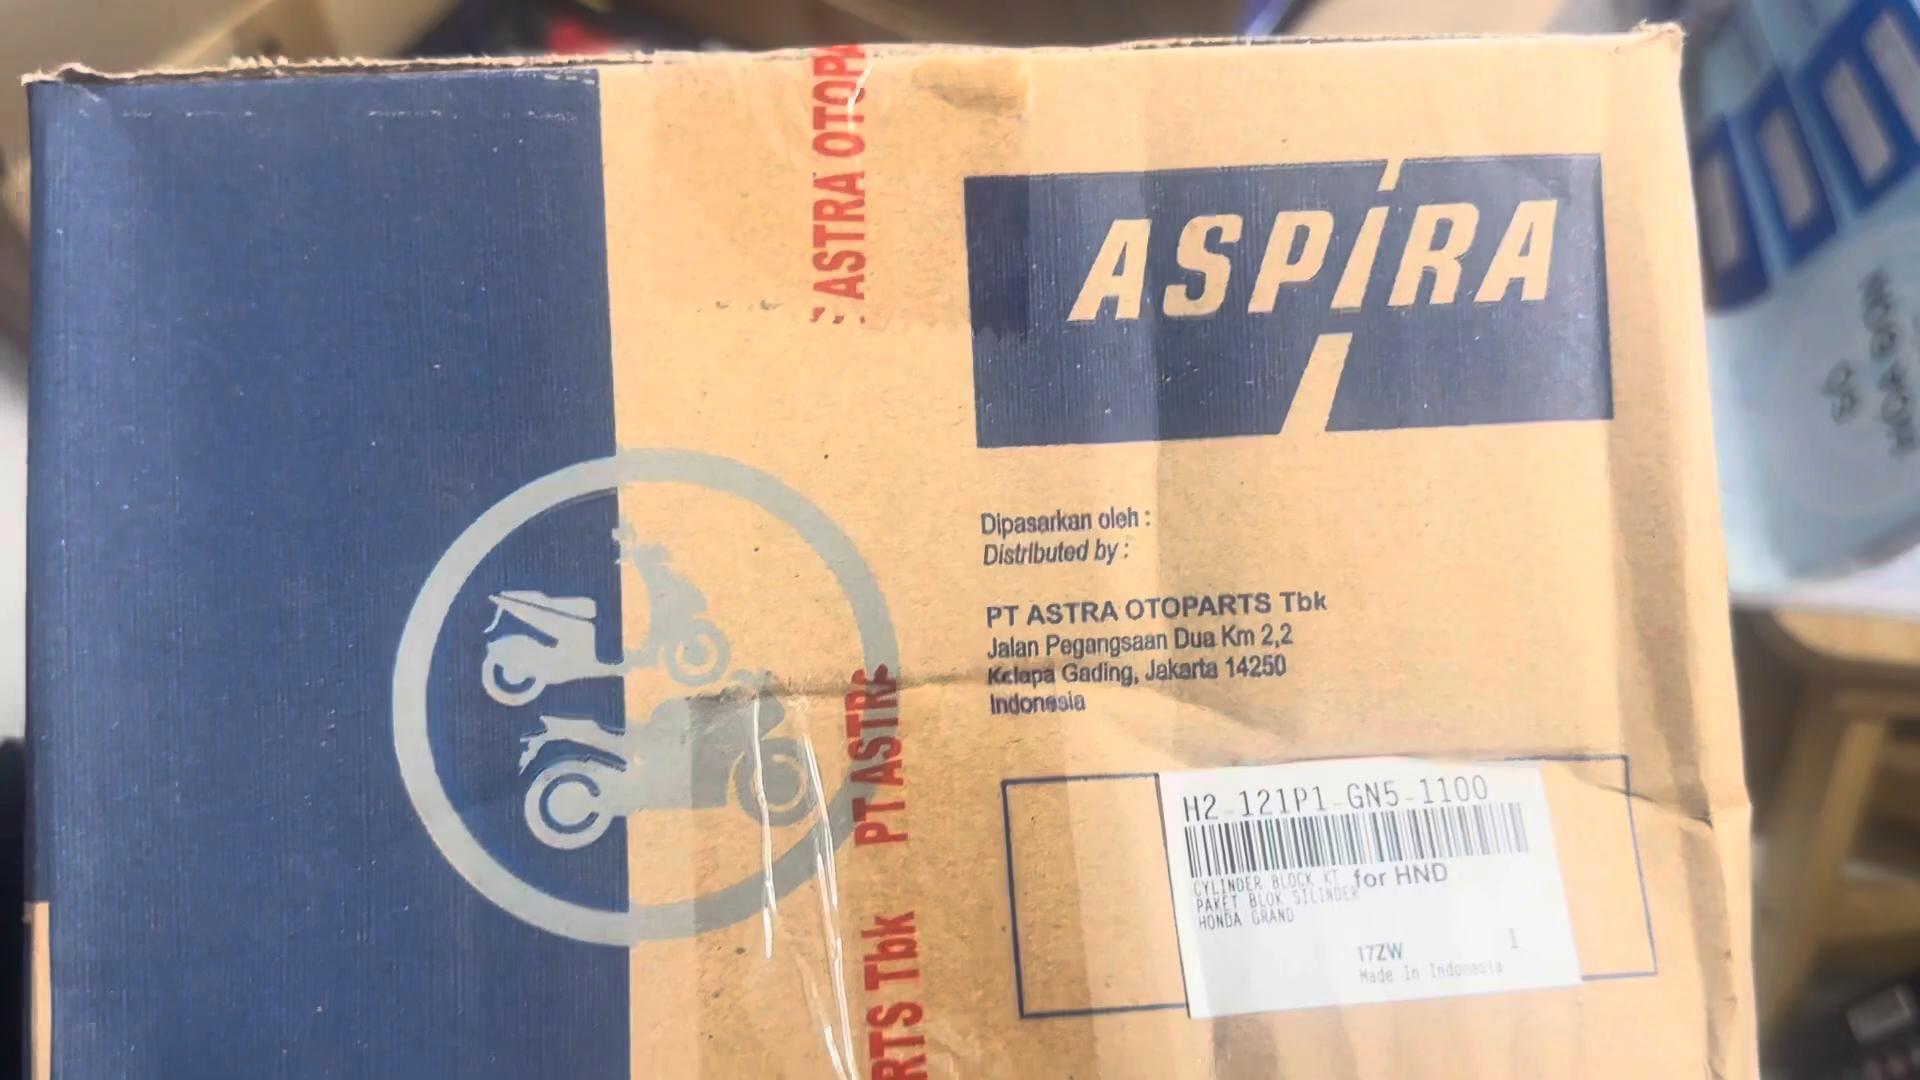 ASTRA OTOPA
ASPIRA
Dipasarkan oleh :
Distributed by :
PT ASTRA OTOPARTS Tbk
Jalan Pegangsaan Dua Km 2,2
Kelapa Gading, Jakarta 14250
Indonesia
PT ASTRA
RTS Tbk
H2-121P1-GN5-1100
CYLINDER BLOCK KT for HND
PAKET BLOK SILINDER
HONDA GRAND
17ZW 1
Made In Indonesia